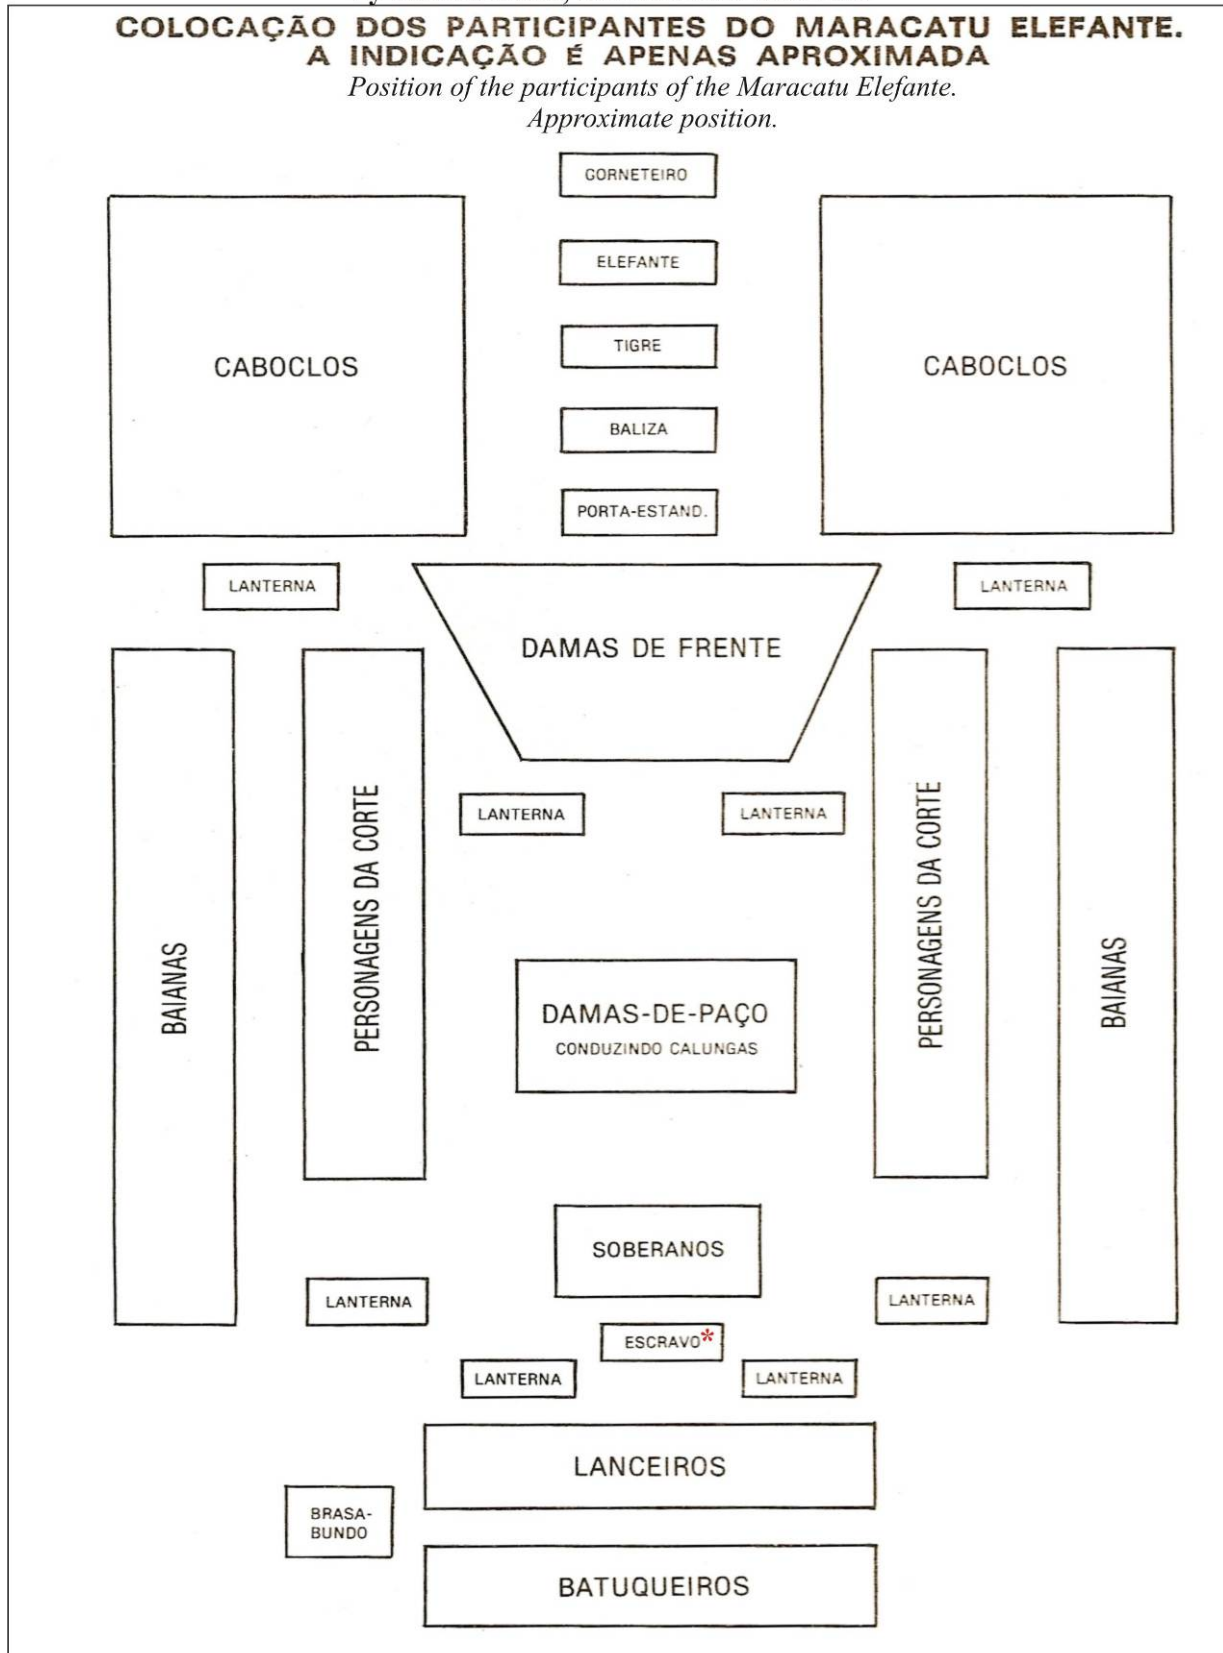 COLOCAÇÃO DOS PARTICIPANTES DO MARACATU ELEFANTE.
A INDICAÇÃO É APENAS APROXIMADA
Position of the participants of the Maracatu Elefante.
Approximate position.
CORNETEIRO
ELEFANTE
TIGRE
BALIZA
PORTA-ESTAND.
CABOCLOS
CABOCLOS
LANTERNA
LANTERNA
DAMAS DE FRENTE
LANTERNA
LANTERNA
BAIANAS
PERSONAGENS DA CORTE
DAMAS-DE-PAÇO
CONDUZINDO CALUNGAS
PERSONAGENS DA CORTE
BAIANAS
SOBERANOS
LANTERNA
LANTERNA
ESCRAVO*
LANTERNA
LANTERNA
LANCEIROS
BRASA-
BUNDO
BATUQUEIROS